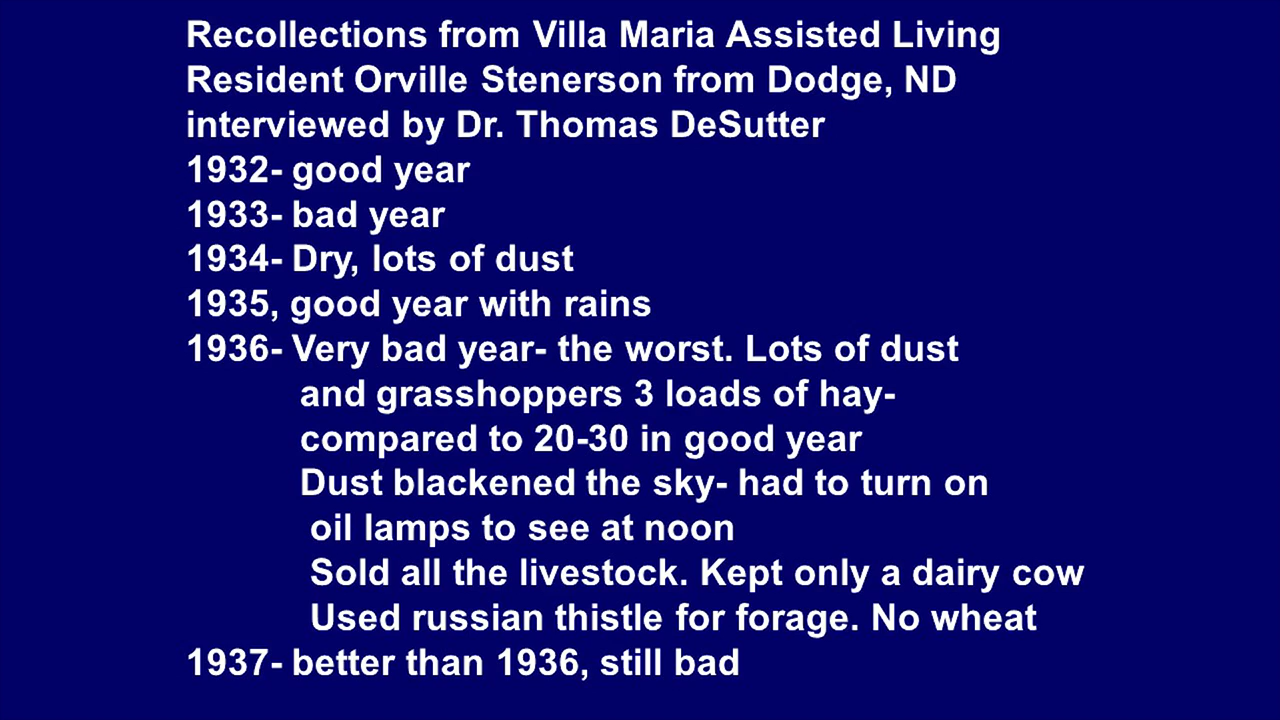 Recollections from Villa Maria Assisted Living
Resident Orville Stenerson from Dodge, ND
interviewed by Dr. Thomas DeSutter
1932- good year
1933- bad year
1934- Dry, lots of dust
1935, good year with rains
1936- Very bad year- the worst. Lots of dust
and grasshoppers 3 loads of hay-
compared to 20-30 in good year
Dust blackened the sky- had to turn on
oil lamps to see at noon
Sold all the livestock. Kept only a dairy cow
Used russian thistle for forage. No wheat
1937- better than 1936, still bad